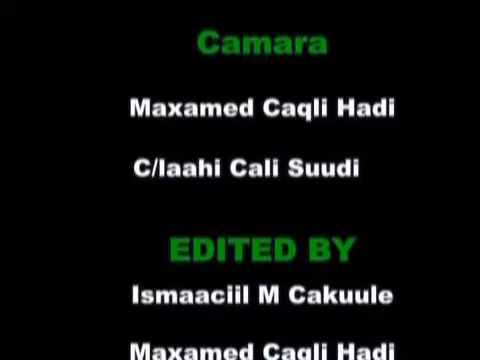 Camara
Maxamed Caqli Hadi
C/laahi Cali Suudi
EDITED BY
Ismaaciil M Cakuule
Maxamed Caqli Hadi